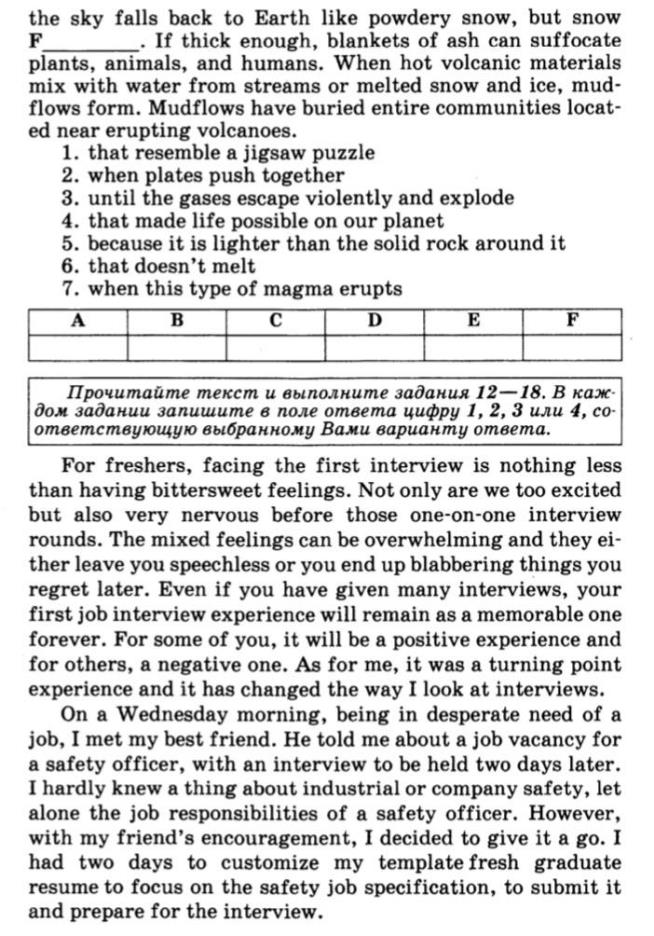 the sky falls back to Earth like powdery snow, but snow
F_________. If thick enough, blankets of ash can suffocate
plants, animals, and humans. When hot volcanic materials
mix with water from streams or melted snow and ice, mud-
flows form. Mudflows have buried entire communities locat-
ed near erupting volcanoes.
1. that resemble a jigsaw puzzle
2. when plates push together
3. until the gases escape violently and explode
4. that made life possible on our planet
5. because it is lighter than the solid rock around it
6. that doesn't melt
7. when this type of magma erupts
A B C D E F
Прочитайте текст и выполните задания 12—18. В каж-
дом задании запишите в поле ответа цифру 1, 2, 3 или 4, со-
ответствующую выбранному Вами варианту ответа.
For freshers, facing the first interview is nothing less
than having bittersweet feelings. Not only are we too excited
but also very nervous before those one-on-one interview
rounds. The mixed feelings can be overwhelming and they ei-
ther leave you speechless or you end up blabbering things you
regret later. Even if you have given many interviews, your
first job interview experience will remain as a memorable one
forever. For some of you, it will be a positive experience and
for others, a negative one. As for me, it was a turning point
experience and it has changed the way I look at interviews.
On a Wednesday morning, being in desperate need of a
job, I met my best friend. He told me about a job vacancy for
a safety officer, with an interview to be held two days later.
I hardly knew a thing about industrial or company safety, let
alone the job responsibilities of a safety officer. However,
with my friend's encouragement, I decided to give it a go. I
had two days to customize my template fresh graduate
resume to focus on the safety job specification, to submit it
and prepare for the interview.